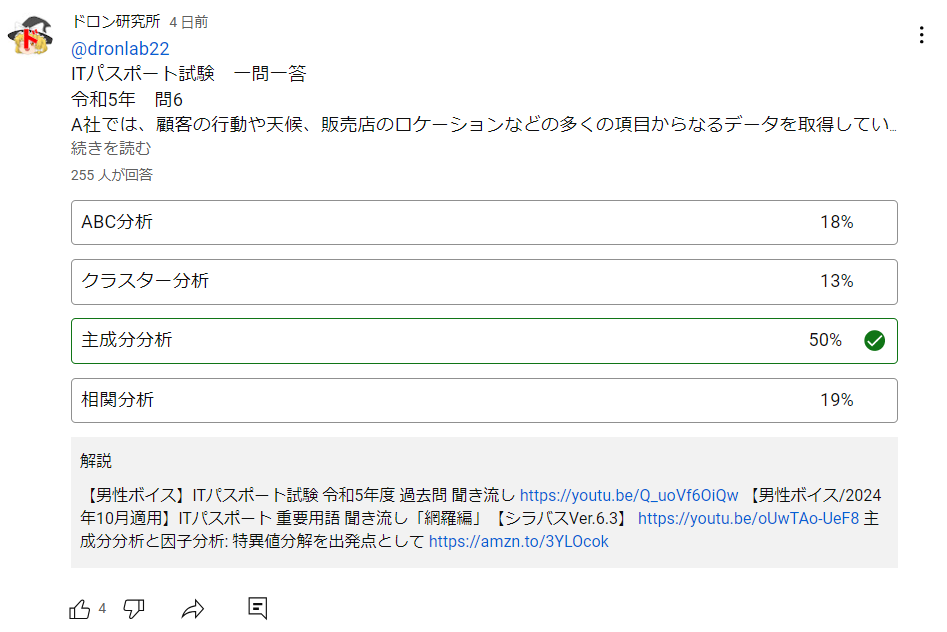 ドロン研究所 4 日前
@dronlab22
ITパスポート試験　一問一答
令和5年　問6
A社では、顧客の行動や天候、販売店のロケーションなどの多くの項目からなるデータを取得してい...
続きを読む
255 人が回答
ABC分析 18%
クラスター分析 13%
主成分分析 50%
相関分析 19%
解説
【男性ボイス】ITパスポート試験 令和5年度 過去問 聞き流し https://youtu.be/Q_uoVf6OiQw 【男性ボイス/2024
年10月適用】ITパスポート 重要用語 聞き流し「網羅編」【シラバスVer.6.3】 https://youtu.be/oUwTAo-UeF8 主
成分分析と因子分析: 特異値分解を出発点として https://amzn.to/3YLOcok
4